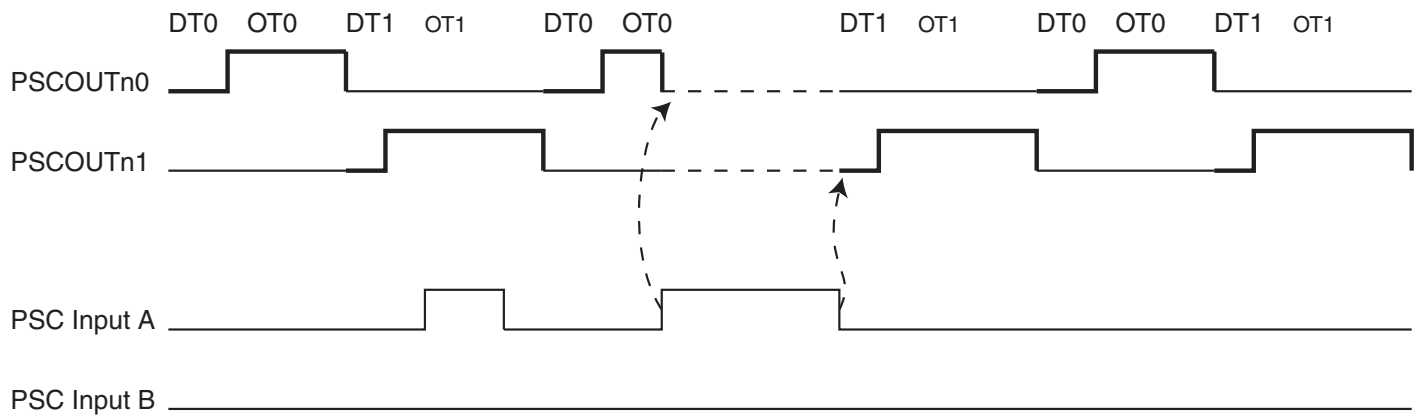 DT0 OT0 DT1 OT1 DT0 OT0 DT1 OT1 DT0 OT0 DT1 OT1
PSCOUTn0
PSCOUTn1
PSC Input A
PSC Input B